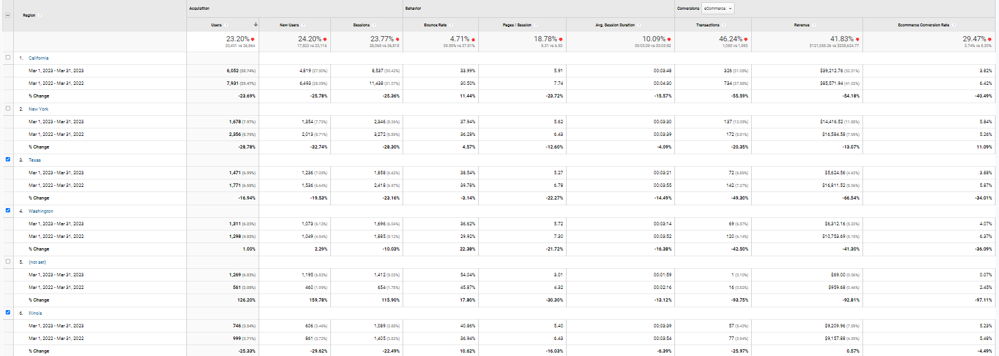 Acquisition Behavior Conversions eCommerce
Region
Users New Users Sessions Bounce Rate Pages / Session Avg. Session Duration Transactions Revenue Ecommerce Conversion Rate
23.20% 24.20% 23.77% 4.71% 18.78% 10.09% 46.24% 41.83% 29.47%
20,401 vs 26,564 17,522 vs 23,116 28,065 vs 36,815 39.59% vs 37.81% 5.31 vs 6.53 00:03:29 vs 00:03:52 1,050 vs 1,953 $121,355.26 vs $208,624.77 3.74% vs 5.30%
1. California
Mar 1, 2023 - Mar 31, 2023 6,052 (28.74%) 4,819 (27.50%) 8,537 (30.42%) 33.99% 5.91 00:03:48 326 (31.05%) $39,212.76 (32.31%) 3.82%
Mar 1, 2022 - Mar 31, 2022 7,931 (29.47%) 6,493 (28.09%) 11,438 (31.07%) 30.50% 7.74 00:04:30 734 (37.58%) $85,571.94 (41.02%) 6.42%
% Change -23.69% -25.78% -25.36% 11.44% -23.72% -15.57% -55.59% -54.18% -40.49%
2. New York
Mar 1, 2023 - Mar 31, 2023 1,678 (7.97%) 1,354 (7.73%) 2,346 (8.36%) 37.94% 5.62 00:03:30 137 (13.05%) $14,416.52 (11.88%) 5.84%
Mar 1, 2022 - Mar 31, 2022 2,356 (8.75%) 2,013 (8.71%) 3,272 (8.89%) 36.28% 6.43 00:03:39 172 (8.81%) $16,584.58 (7.95%) 5.26%
% Change -28.78% -32.74% -28.30% 4.57% -12.60% -4.09% -20.35% -13.07% 11.09%
3. Texas
Mar 1, 2023 - Mar 31, 2023 1,471 (6.99%) 1,236 (7.05%) 1,858 (6.62%) 38.54% 5.27 00:03:21 72 (6.86%) $5,624.56 (4.63%) 3.88%
Mar 1, 2022 - Mar 31, 2022 1,771 (6.58%) 1,536 (6.64%) 2,418 (6.57%) 39.78% 6.78 00:03:55 142 (7.27%) $16,811.52 (8.06%) 5.87%
% Change -16.94% -19.53% -23.16% -3.14% -22.27% -14.49% -49.30% -66.54% -34.01%
4. Washington
Mar 1, 2023 - Mar 31, 2023 1,311 (6.23%) 1,073 (6.12%) 1,696 (6.04%) 36.62% 5.72 00:03:14 69 (6.57%) $6,312.16 (5.20%) 4.07%
Mar 1, 2022 - Mar 31, 2022 1,298 (4.82%) 1,049 (4.54%) 1,885 (5.12%) 29.92% 7.30 00:03:52 120 (6.14%) $10,753.69 (5.15%) 6.37%
% Change 1.00% 2.29% -10.03% 22.38% -21.72% -16.38% -42.50% -41.30% -36.09%
5. (not set)
Mar 1, 2023 - Mar 31, 2023 1,269 (6.03%) 1,195 (6.82%) 1,412 (5.03%) 54.04% 3.01 00:01:59 1 (0.10%) $69.00 (0.06%) 0.07%
Mar 1, 2022 - Mar 31, 2022 561 (2.08%) 460 (1.99%) 654 (1.78%) 45.87% 4.32 00:02:16 16 (0.82%) $959.68 (0.46%) 2.45%
% Change 126.20% 159.78% 115.90% 17.80% -30.30% -13.12% -93.75% -92.81% -97.11%
6. Illinois
Mar 1, 2023 - Mar 31, 2023 746 (3.54%) 606 (3.46%) 1,089 (3.88%) 40.86% 5.40 00:03:39 57 (5.43%) $9,209.96 (7.59%) 5.23%
Mar 1, 2022 - Mar 31, 2022 999 (3.71%) 861 (3.72%) 1,405 (3.82%) 36.94% 6.43 00:03:54 77 (3.94%) $9,157.88 (4.39%) 5.48%
% Change -25.33% -29.62% -22.49% 10.62% -16.03% -6.39% -25.97% 0.57% -4.49%